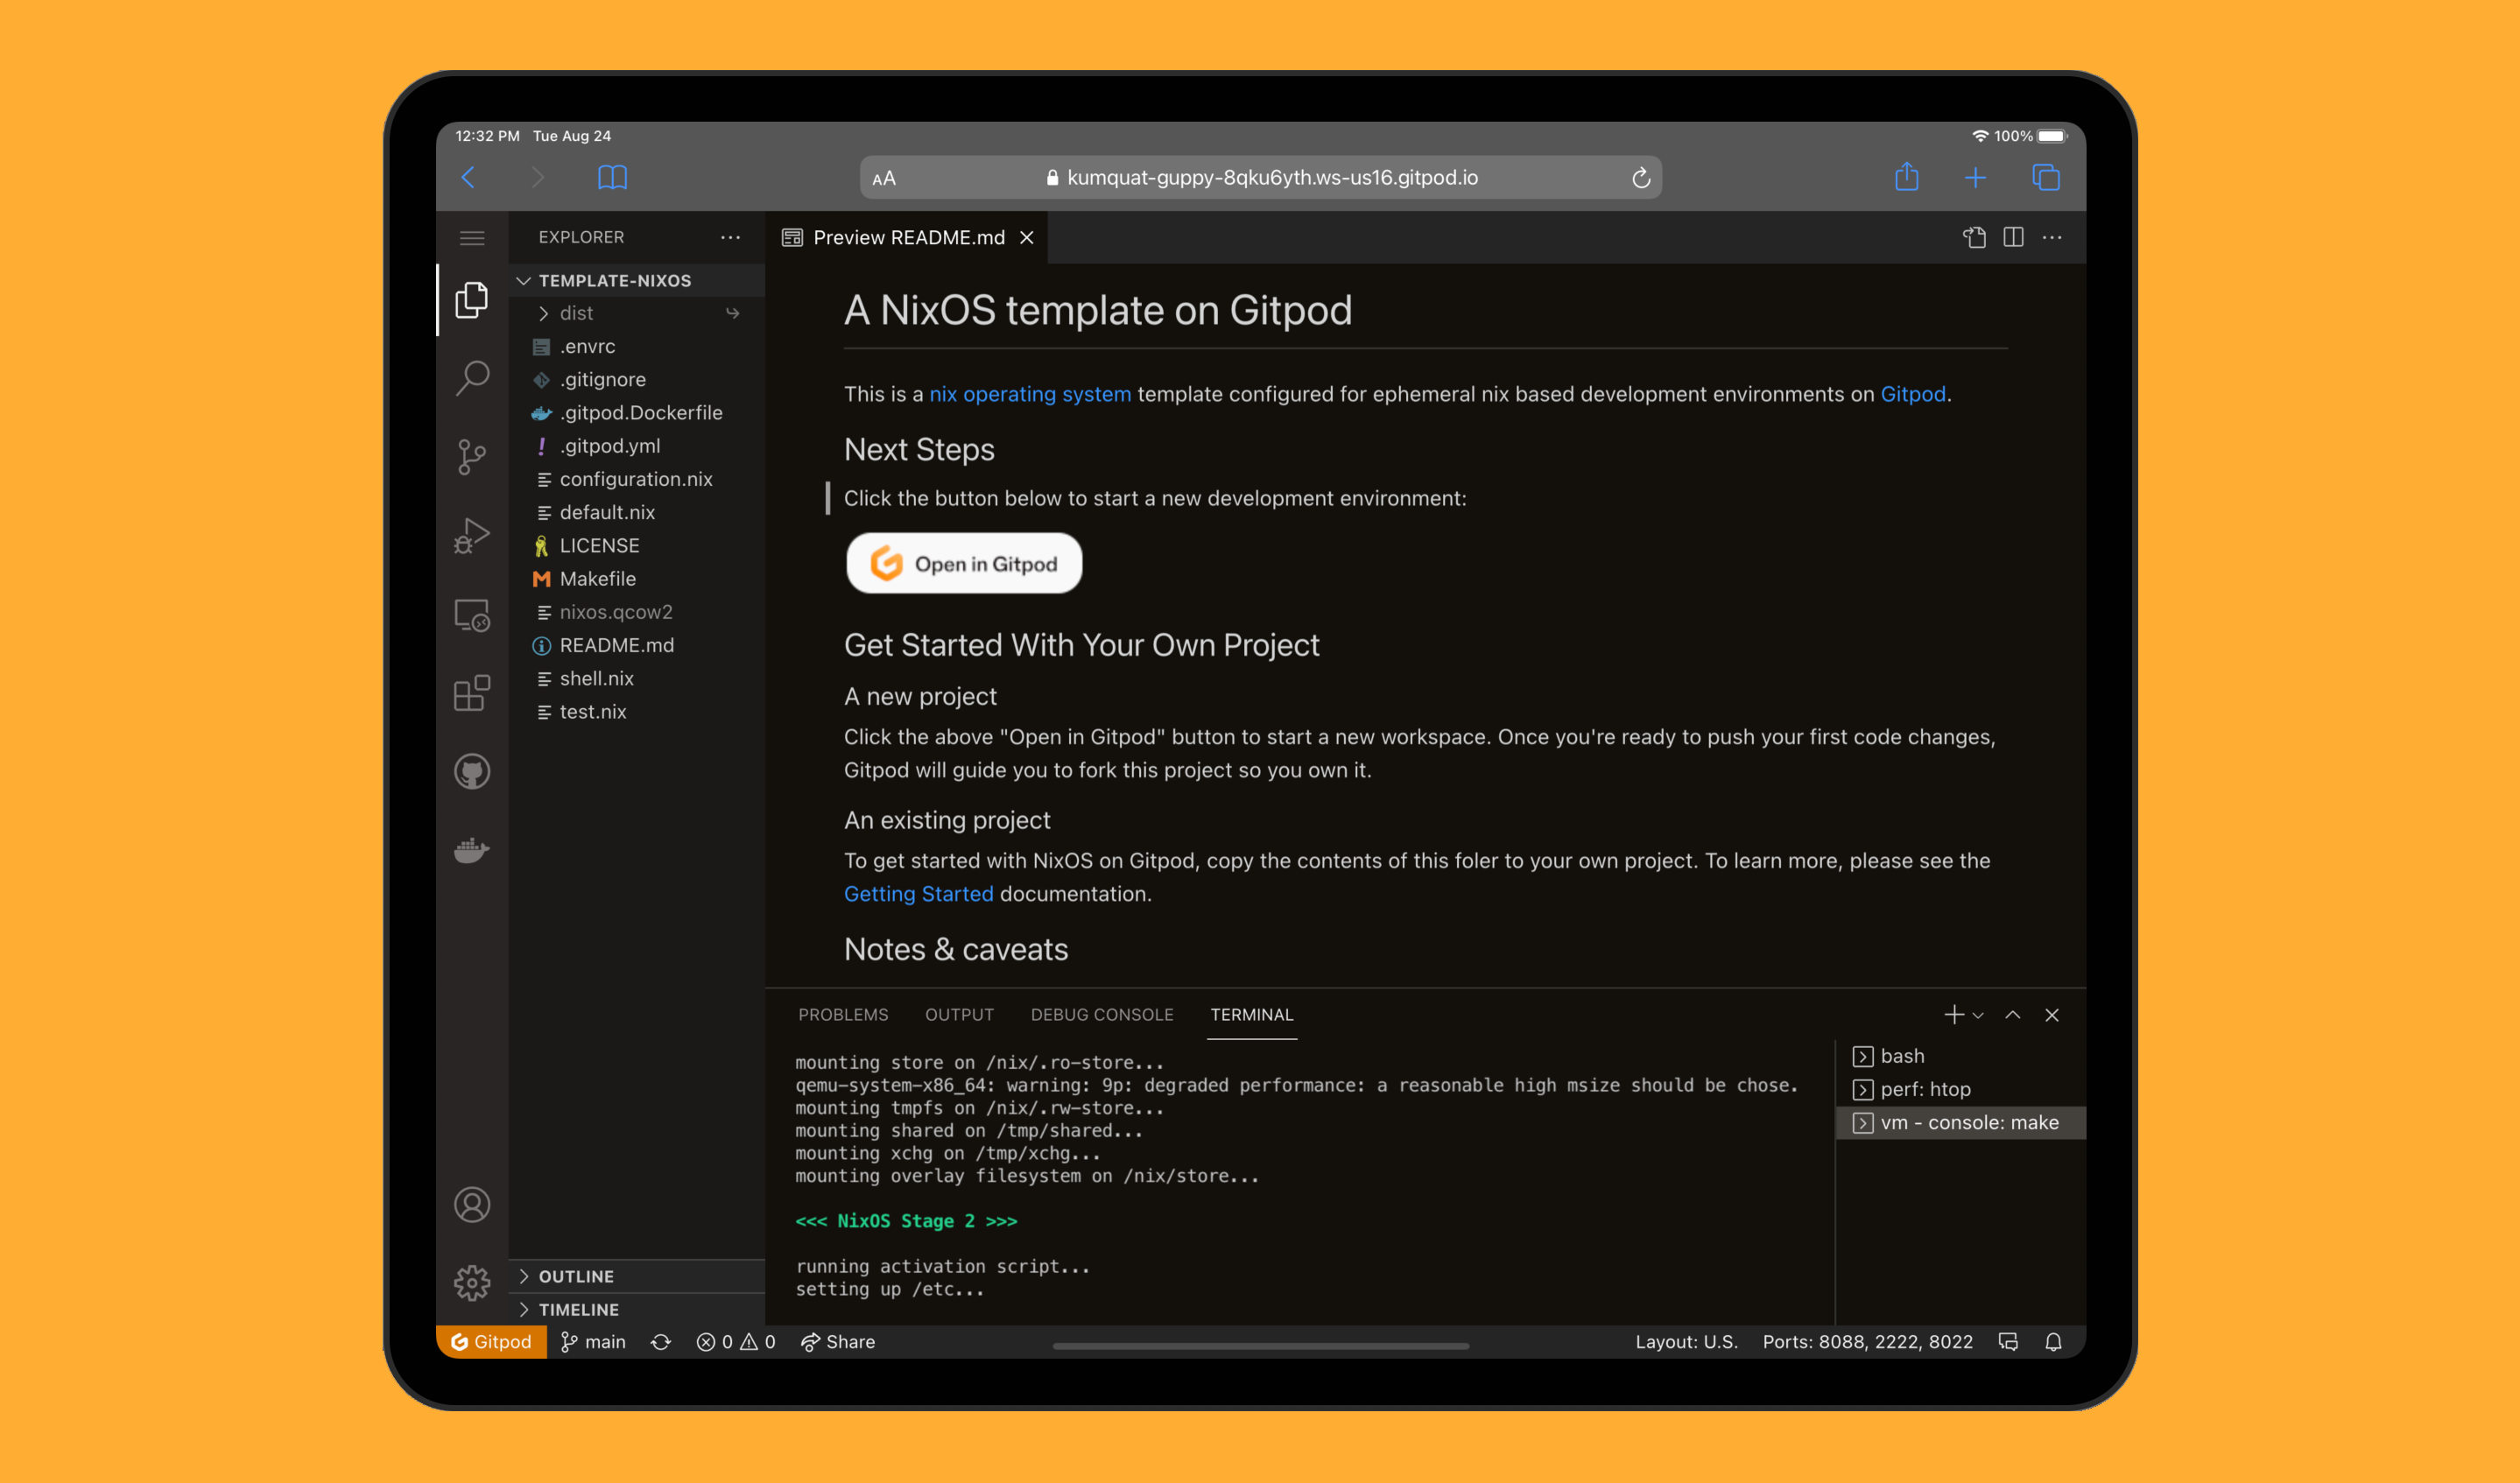 12:32 PM Tue Aug 24
100%
AA kumquat-guppy-8qku6yth.ws-us16.gitpod.io
EXPLORER
TEMPLATE-NIXOS
dist
.envrc
.gitignore
.gitpod.Dockerfile
.gitpod.yml
configuration.nix
default.nix
LICENSE
Makefile
nixos.qcow2
README.md
shell.nix
test.nix
OUTLINE
TIMELINE
Preview README.md
A NixOS template on Gitpod
This is a nix operating system template configured for ephemeral nix based development environments on Gitpod.
Next Steps
Click the button below to start a new development environment:
Open in Gitpod
Get Started With Your Own Project
A new project
Click the above "Open in Gitpod" button to start a new workspace. Once you're ready to push your first code changes,
Gitpod will guide you to fork this project so you own it.
An existing project
To get started with NixOS on Gitpod, copy the contents of this foler to your own project. To learn more, please see the
Getting Started documentation.
Notes & caveats
PROBLEMS OUTPUT DEBUG CONSOLE TERMINAL
mounting store on /nix/.ro-store...
qemu-system-x86_64: warning: 9p: degraded performance: a reasonable high msize should be chose.
mounting tmpfs on /nix/.rw-store...
mounting shared on /tmp/shared...
mounting xchg on /tmp/xchg...
mounting overlay filesystem on /nix/store...
<<< NixOS Stage 2 >>>
running activation script...
setting up /etc...
bash
perf: htop
vm - console: make
Gitpod main 0 0 Share
Layout: U.S. Ports: 8088, 2222, 8022